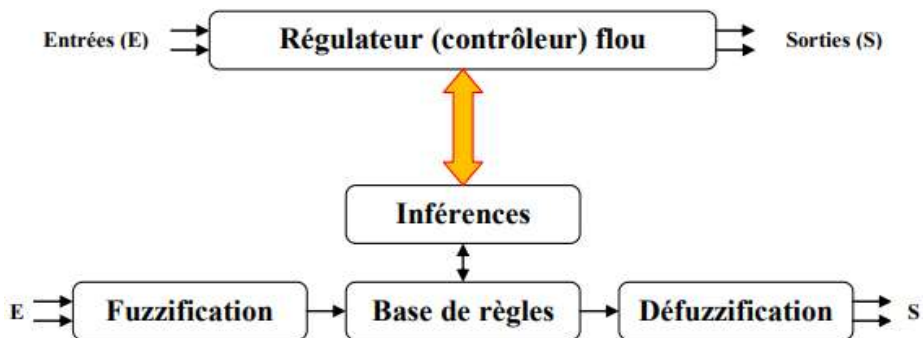 Entrées (E)
Régulateur (contrôleur) flou
Sorties (S)
Inférences
E
Fuzzification
Base de règles
Défuzzification
S